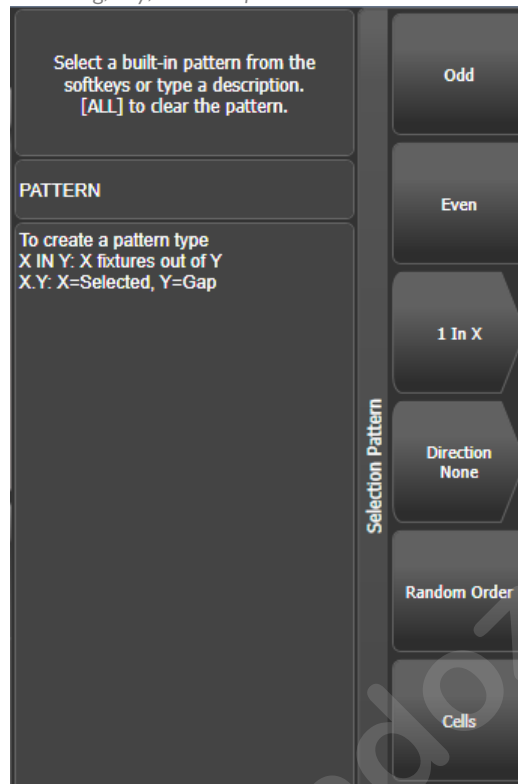 Select a built-in pattern from the
softkeys or type a description.
[ALL] to clear the pattern.
PATTERN
To create a pattern type
X IN Y: X fixtures out of Y
X.Y: X=Selected, Y=Gap
Selection Pattern
Odd
Even
1 In X
Direction
None
Random Order
Cells